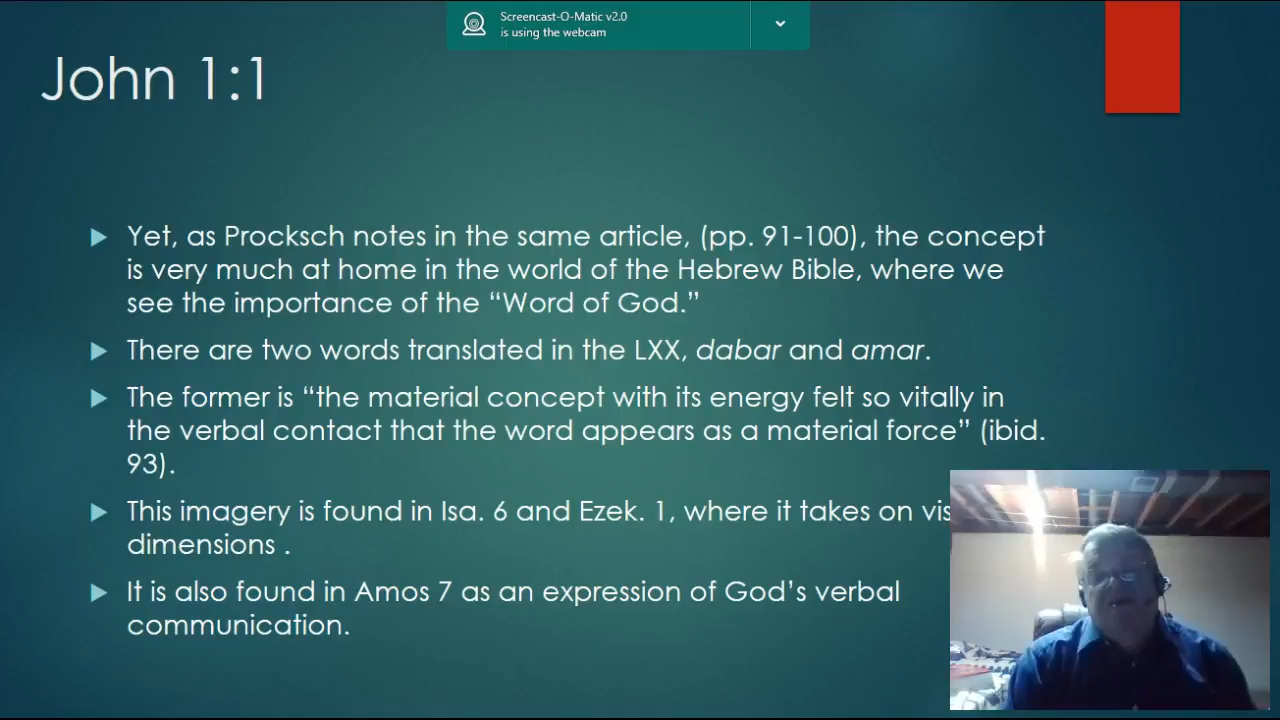 Screencast-O-Matic v2.0
is using the webcam
John 1:1
Yet, as Procksch notes in the same article, (pp. 91-100), the concept
is very much at home in the world of the Hebrew Bible, where we
see the importance of the “Word of God.”
There are two words translated in the LXX, dabar and amar.
The former is “the material concept with its energy felt so vitally in
the verbal contact that the word appears as a material force” (ibid.
93).
This imagery is found in Isa. 6 and Ezek. 1, where it takes on
dimensions .
It is also found in Amos 7 as an expression of God’s verbal
communication.